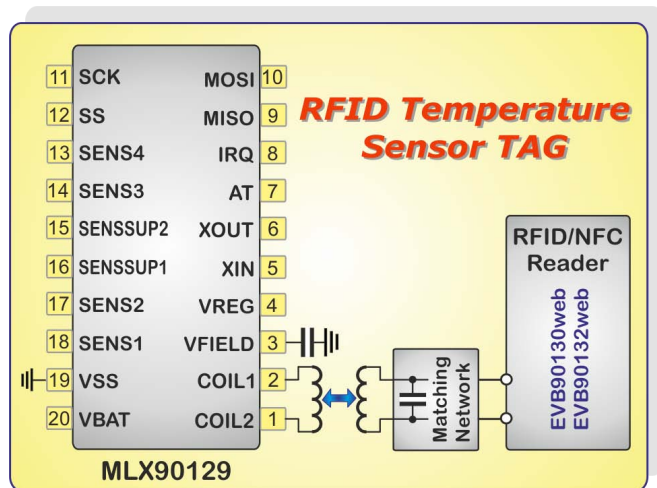 RFID Temperature
Sensor TAG
11 SCK MOSI 10
12 SS MISO 9
13 SENS4 IRQ 8
14 SENS3 AT 7
15 SENSSUP2 XOUT 6
16 SENSSUP1 XIN 5
17 SENS2 VREG 4
18 SENS1 VFIELD 3
19 VSS COIL1 2
20 VBAT COIL2 1
MLX90129
Matching
Network
RFID/NFC
Reader
EVB90130web
EVB90132web